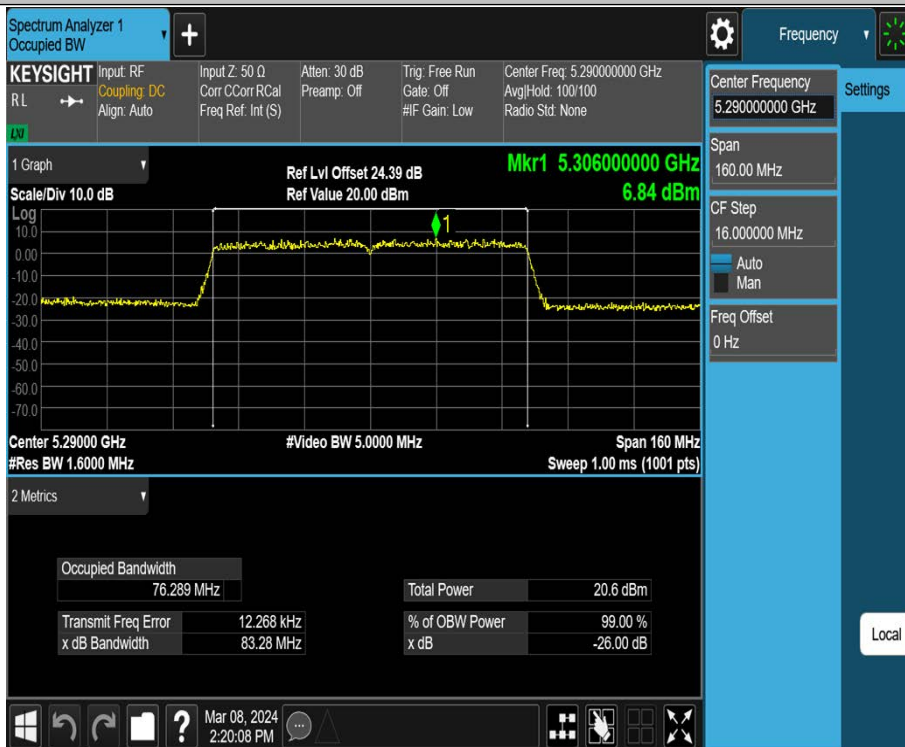 Spectrum Analyzer 1
Occupied BW
+
Frequency
KEYSIGHT
RL
LXI
Input: RF
Coupling: DC
Align: Auto
Input Z: 50 Ω
Corr CCorr RCal
Freq Ref: Int (S)
Atten: 30 dB
Preamp: Off
Trig: Free Run
Gate: Off
#IF Gain: Low
Center Freq: 5.290000000 GHz
Avg|Hold: 100/100
Radio Std: None
Center Frequency
5.290000000 GHz
Settings
Span
160.00 MHz
CF Step
16.000000 MHz
Auto
Man
Freq Offset
0 Hz
Local
1 Graph
Scale/Div 10.0 dB
Ref Lvl Offset 24.39 dB
Ref Value 20.00 dBm
Mkr1 5.306000000 GHz
6.84 dBm
Log
10.0
0.00
-10.0
-20.0
-30.0
-40.0
-50.0
-60.0
-70.0
1
Center 5.29000 GHz
#Video BW 5.0000 MHz
Span 160 MHz
#Res BW 1.6000 MHz
Sweep 1.00 ms (1001 pts)
2 Metrics
Occupied Bandwidth
76.289 MHz
Total Power 20.6 dBm
Transmit Freq Error 12.268 kHz
% of OBW Power 99.00 %
x dB Bandwidth 83.28 MHz
x dB -26.00 dB
?
Mar 08, 2024
2:20:08 PM